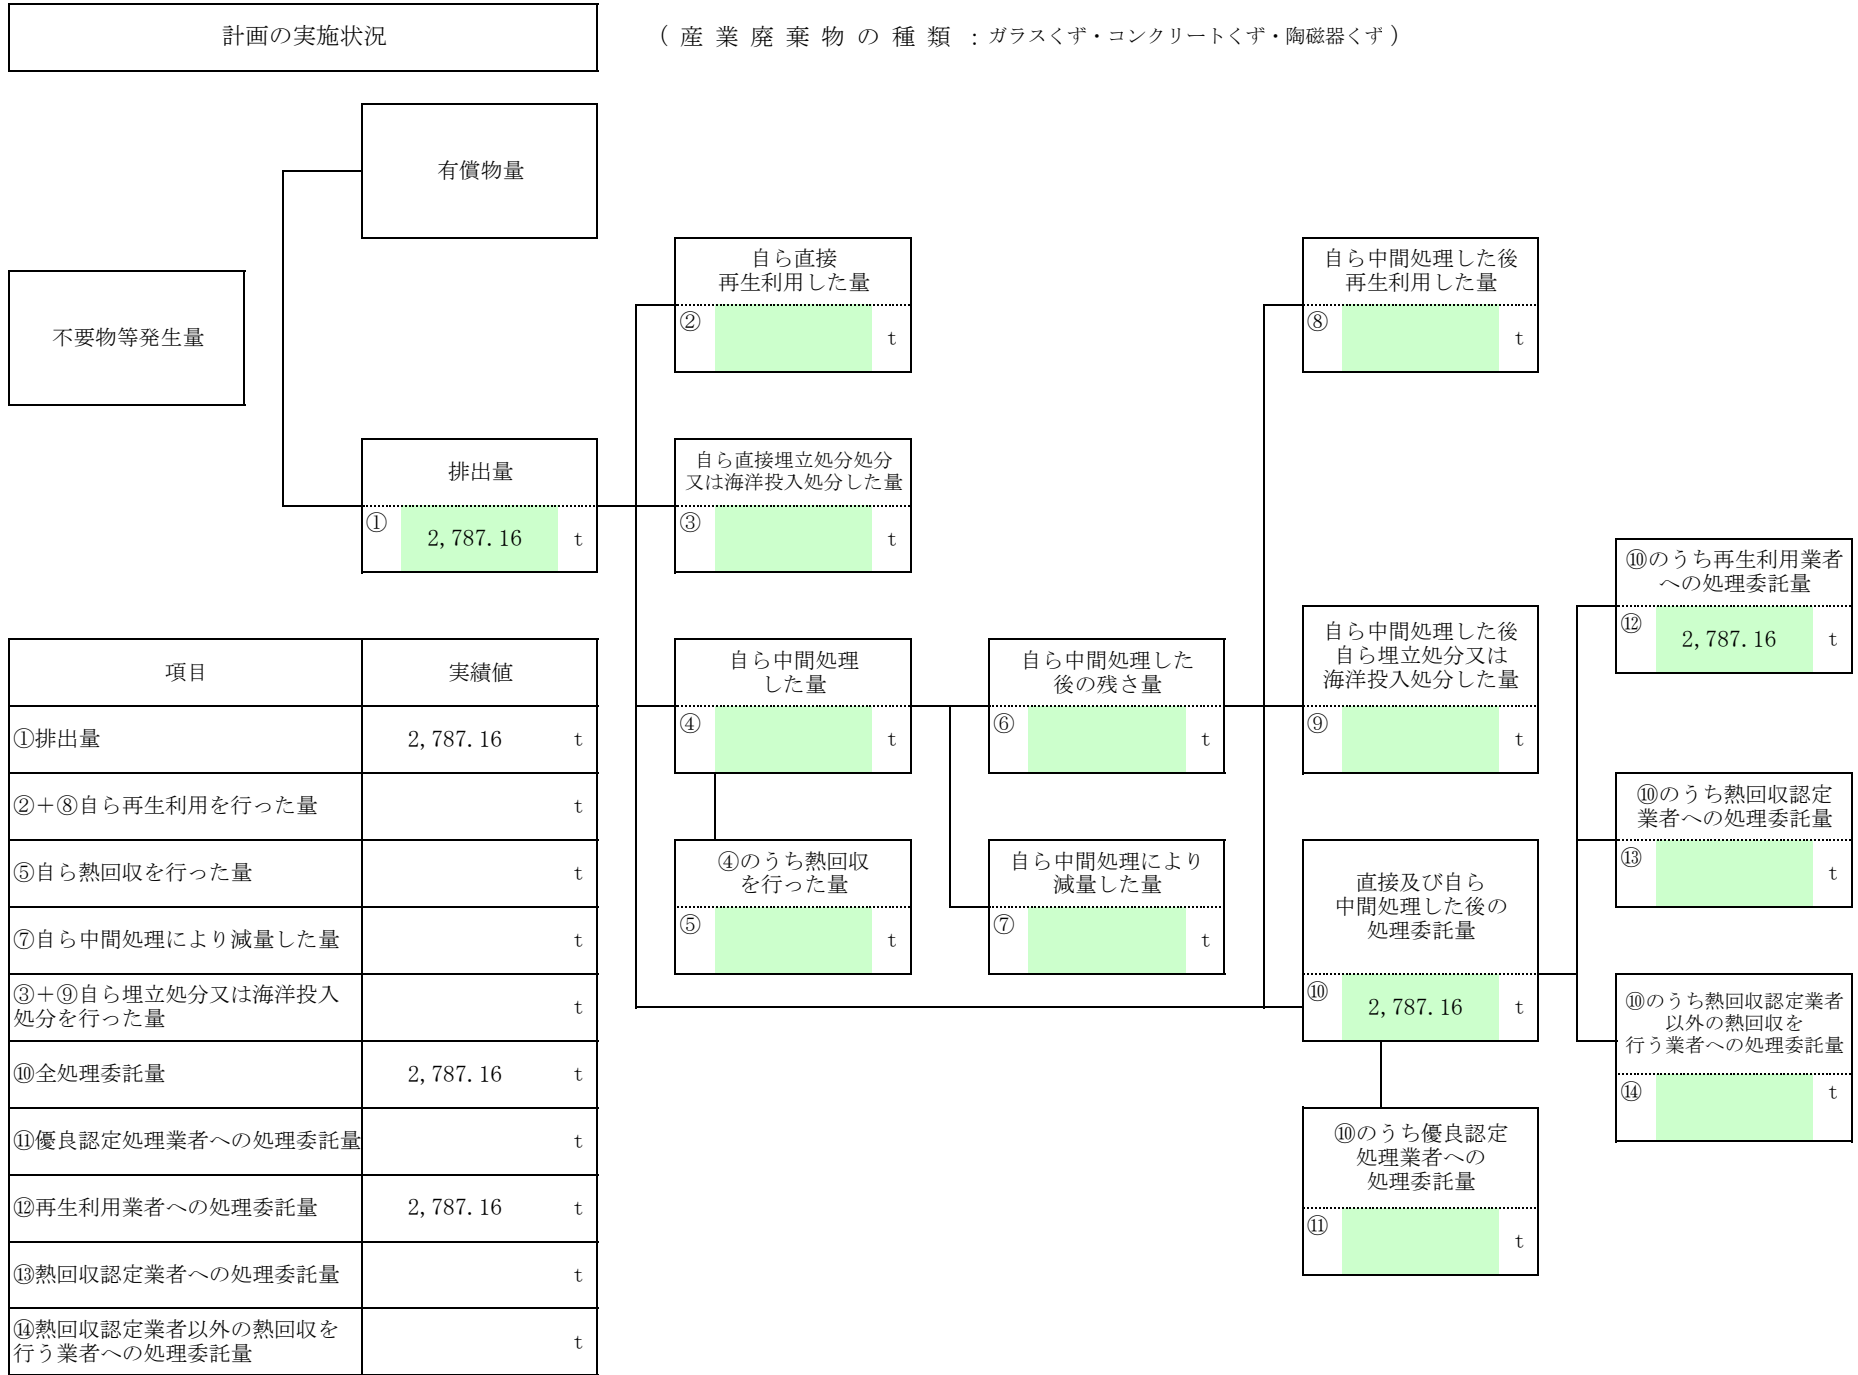 計画の実施状況
（産業廃棄物の種類：ガラスくず・コンクリートくず・陶磁器くず）
有償物量
不要物等発生量
排出量
① 2,787.16 t
自ら直接
再生利用した量
② t
自ら直接埋立処分処分
又は海洋投入処分した量
③ t
自ら中間処理
した量
④ t
④のうち熱回収
を行った量
⑤ t
自ら中間処理した
後の残さ量
⑥ t
自ら中間処理により
減量した量
⑦ t
自ら中間処理した後
再生利用した量
⑧ t
自ら中間処理した後
自ら埋立処分又は
海洋投入処分した量
⑨ t
直接及び自ら
中間処理した後の
処理委託量
⑩ 2,787.16 t
⑩のうち優良認定
処理業者への
処理委託量
⑪ t
⑩のうち再生利用業者
への処理委託量
⑫ 2,787.16 t
⑩のうち熱回収認定
業者への処理委託量
⑬ t
⑩のうち熱回収認定業者
以外の熱回収を
行う業者への処理委託量
⑭ t
項目 実績値
①排出量 2,787.16 t
②＋⑧自ら再生利用を行った量 t
⑤自ら熱回収を行った量 t
⑦自ら中間処理により減量した量 t
③＋⑨自ら埋立処分又は海洋投入
処分を行った量 t
⑩全処理委託量 2,787.16 t
⑪優良認定処理業者への処理委託量 t
⑫再生利用業者への処理委託量 2,787.16 t
⑬熱回収認定業者への処理委託量 t
⑭熱回収認定業者以外の熱回収を
行う業者への処理委託量 t